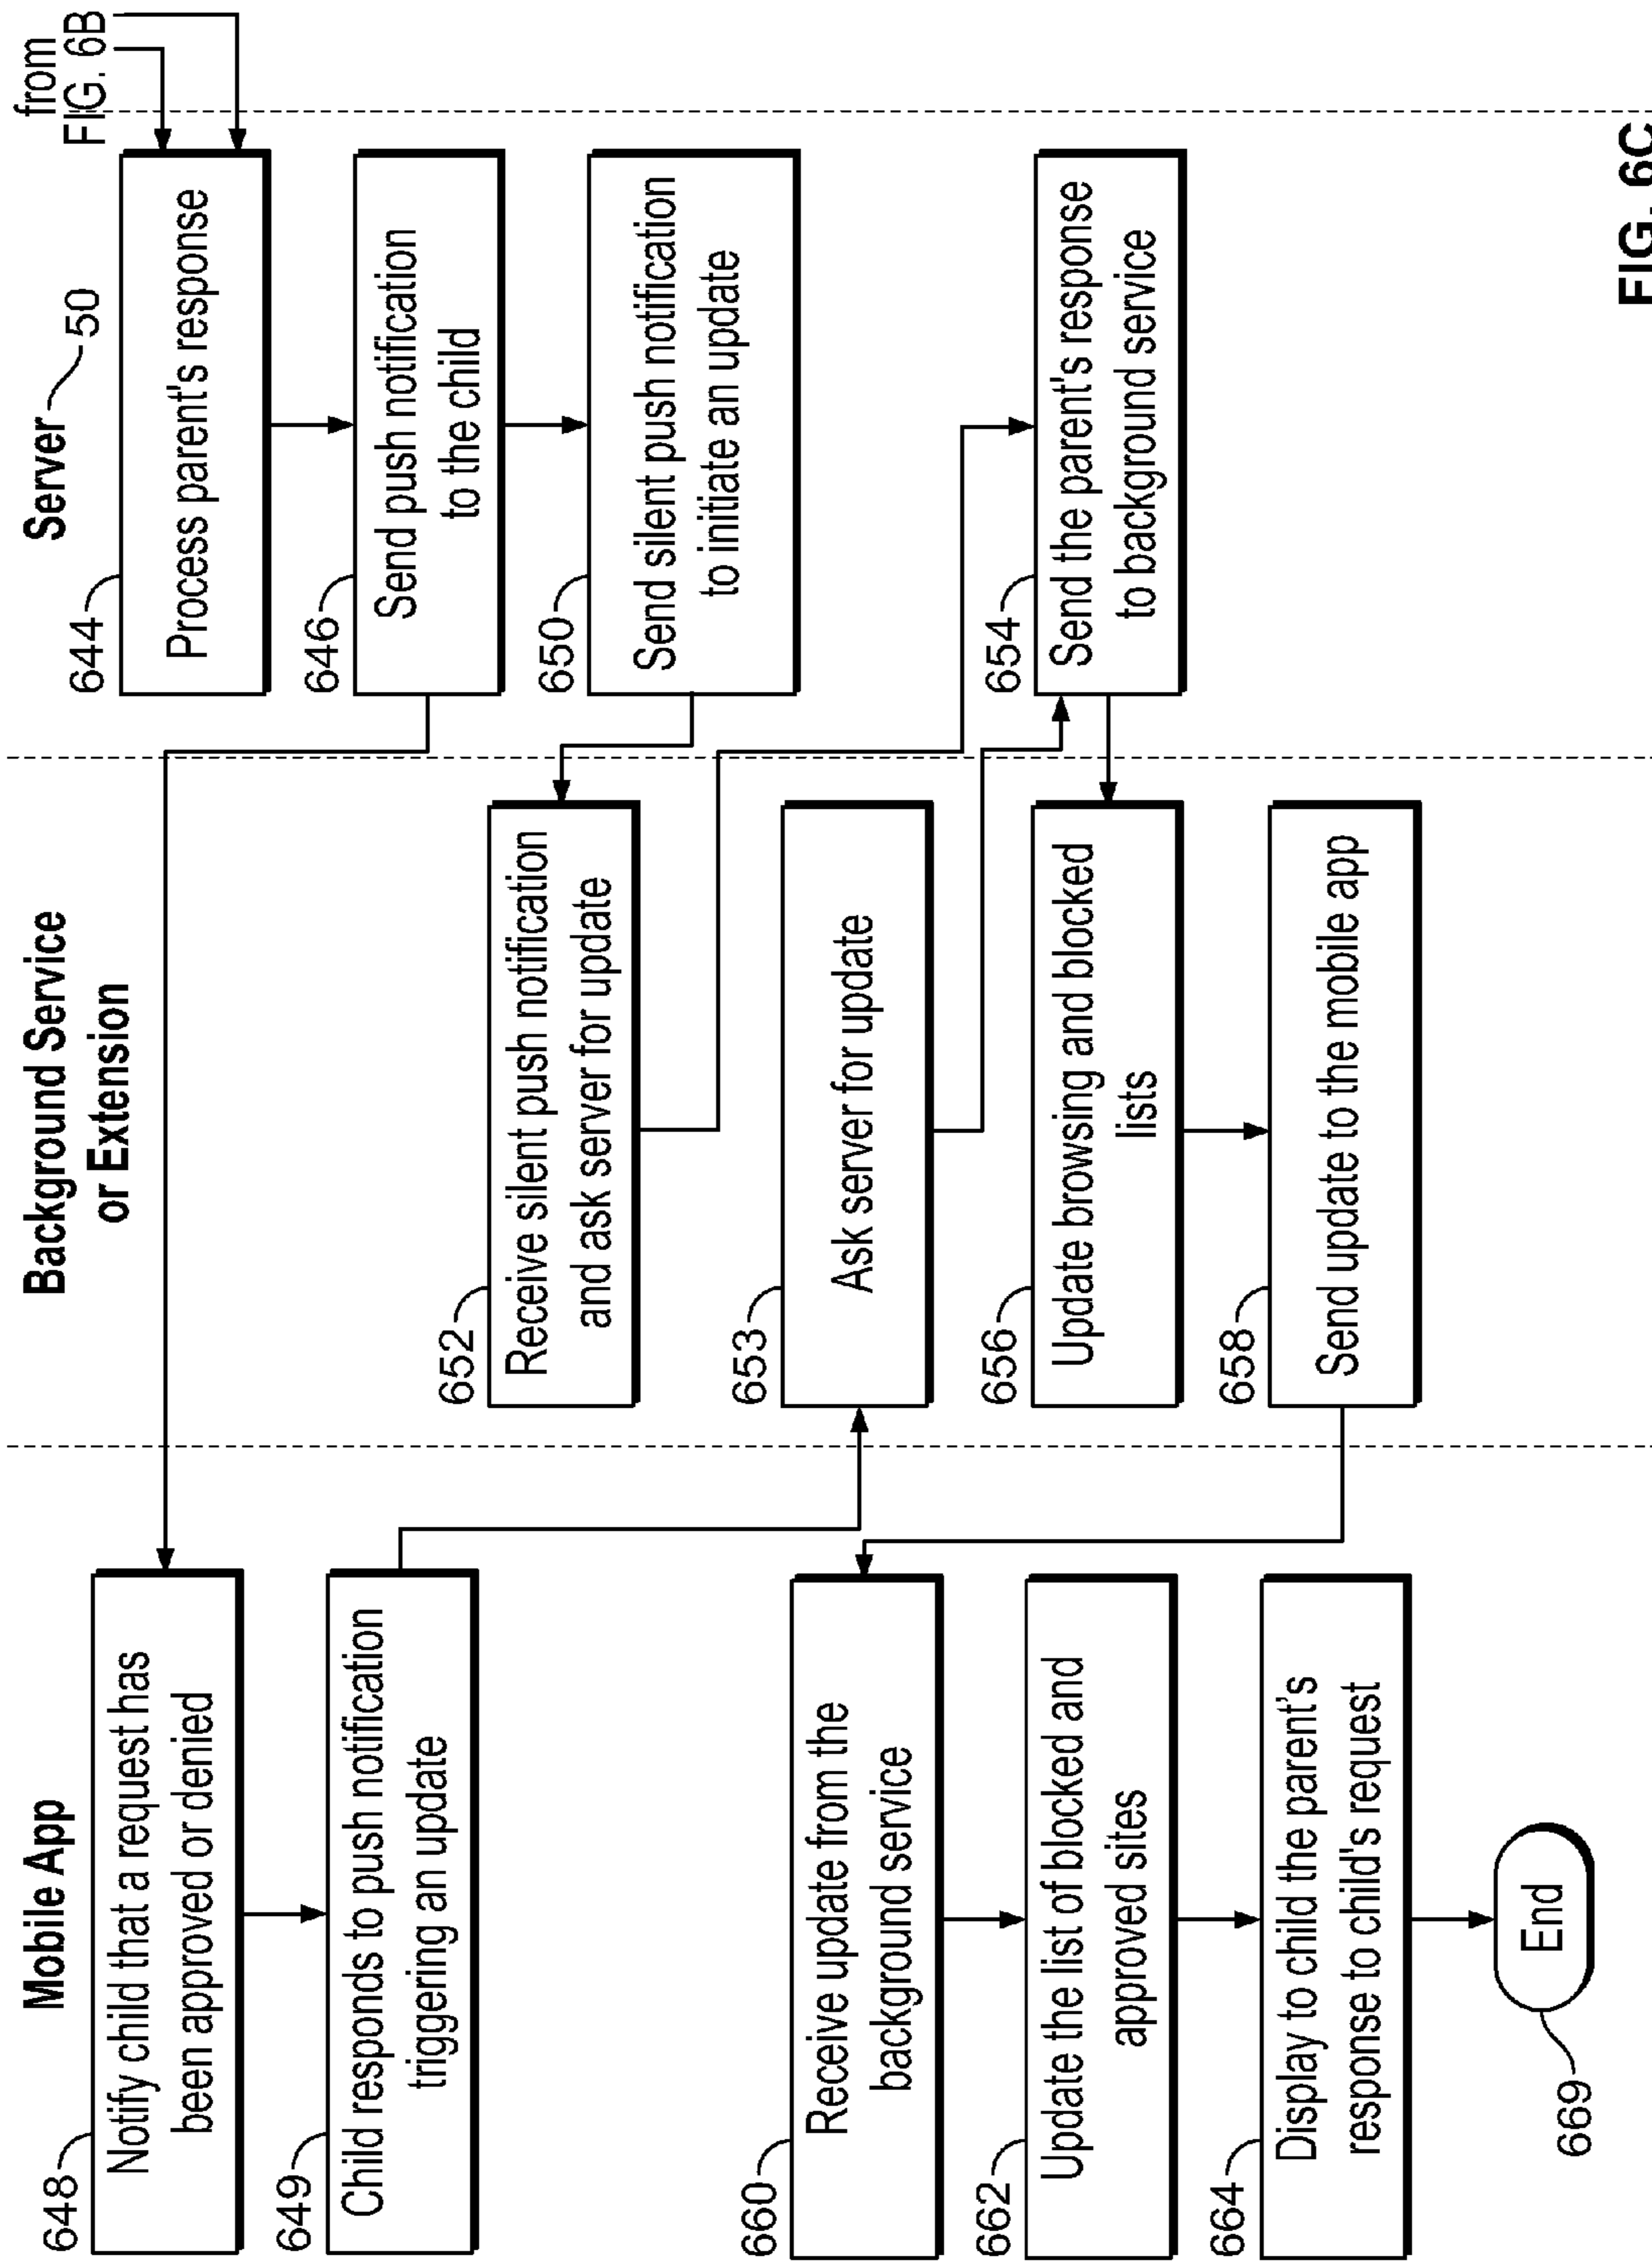 Mobile App
648
Notify child that a request has
been approved or denied
649
Child responds to push notification
triggering an update
660
Receive update from the
background service
662
Update the list of blocked and
approved sites
664
Display to child the parent's
response to child's request
End
669
Background Service
or Extension
652
Receive silent push notification
and ask server for update
653
Ask server for update
656
Update browsing and blocked
lists
658
Send update to the mobile app
Server
50
from
FIG. 6B
644
Process parent's response
646
Send push notification
to the child
650
Send silent push notification
to initiate an update
654
Send the parent's response
to background service
FIG. 6C